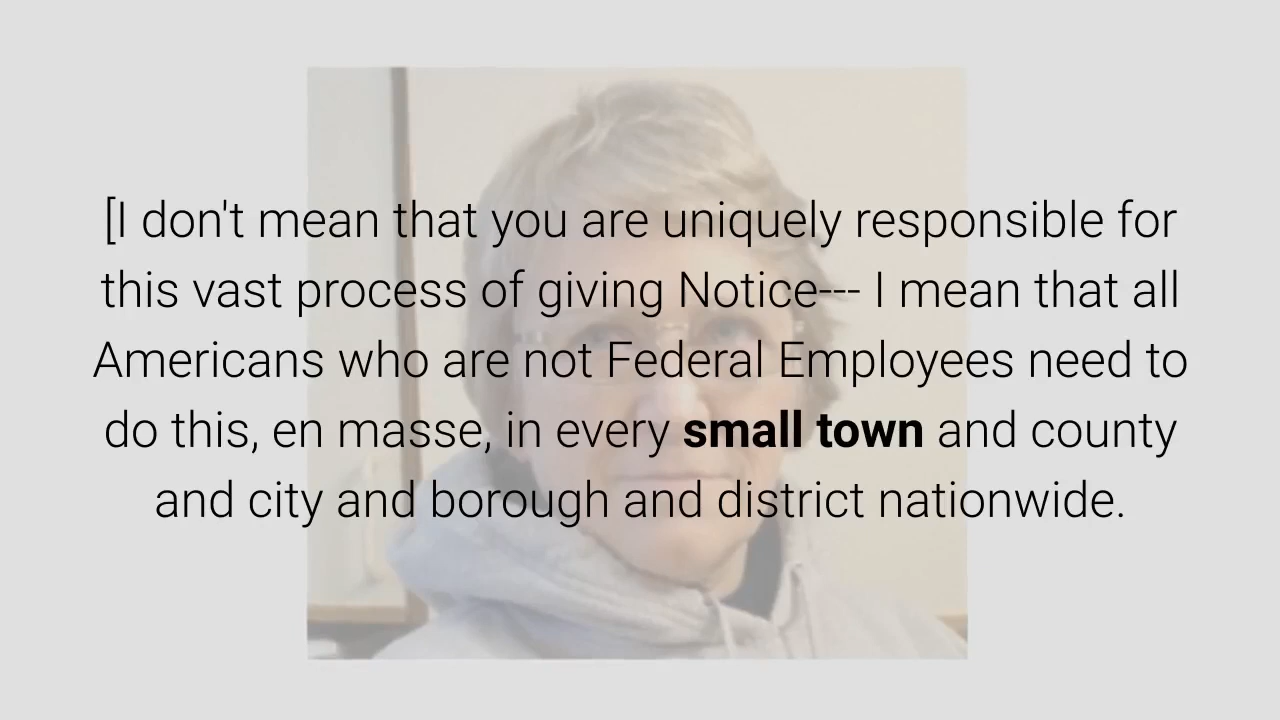 [I don't mean that you are uniquely responsible for
this vast process of giving Notice--- I mean that all
Americans who are not Federal Employees need to
do this, en masse, in every small town and county
and city and borough and district nationwide.